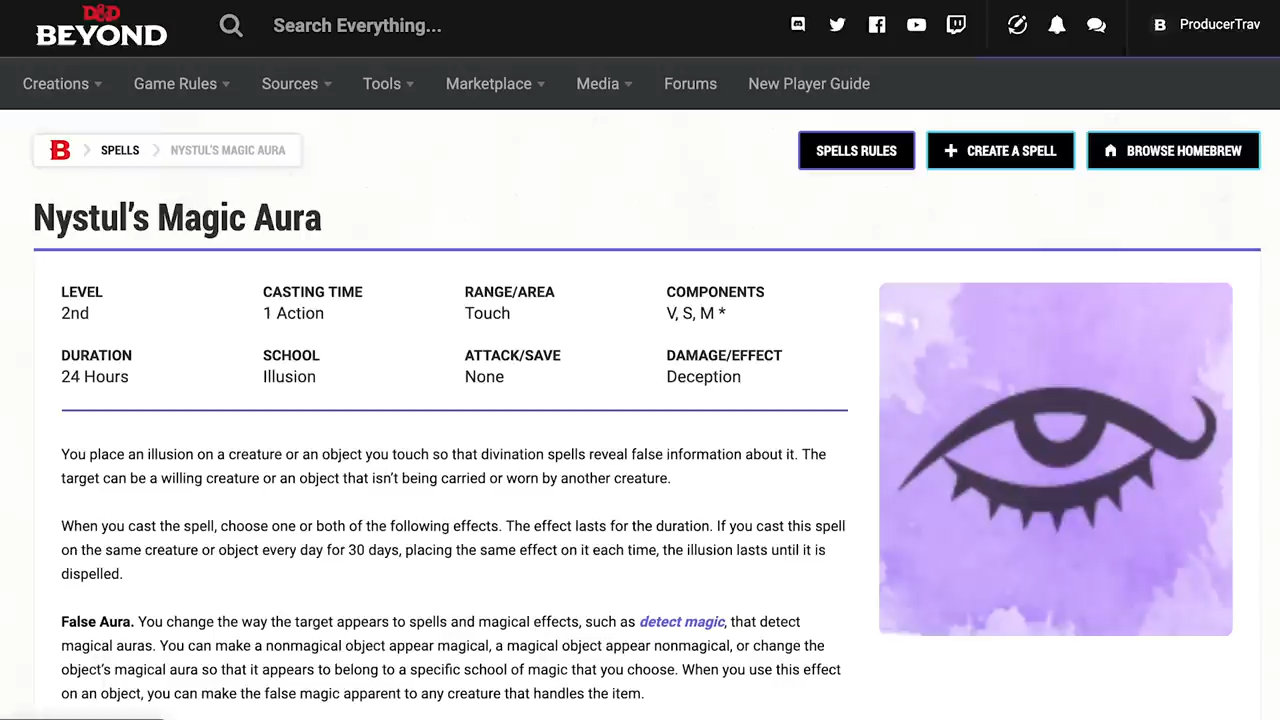 D&D
BEYOND
Search Everything...
B ProducerTrav
Creations
Game Rules
Sources
Tools
Marketplace
Media
Forums
New Player Guide
B
SPELLS
NYSTUL'S MAGIC AURA
SPELLS RULES
CREATE A SPELL
BROWSE HOMEBREW
Nystul's Magic Aura
LEVEL
2nd
CASTING TIME
1 Action
RANGE/AREA
Touch
COMPONENTS
V, S, M *
DURATION
24 Hours
SCHOOL
Illusion
ATTACK/SAVE
None
DAMAGE/EFFECT
Deception
You place an illusion on a creature or an object you touch so that divination spells reveal false information about it. The
target can be a willing creature or an object that isn't being carried or worn by another creature.
When you cast the spell, choose one or both of the following effects. The effect lasts for the duration. If you cast this spell
on the same creature or object every day for 30 days, placing the same effect on it each time, the illusion lasts until it is
dispelled.
False Aura. You change the way the target appears to spells and magical effects, such as detect magic, that detect
magical auras. You can make a nonmagical object appear magical, a magical object appear nonmagical, or change the
object's magical aura so that it appears to belong to a specific school of magic that you choose. When you use this effect
on an object, you can make the false magic apparent to any creature that handles the item.